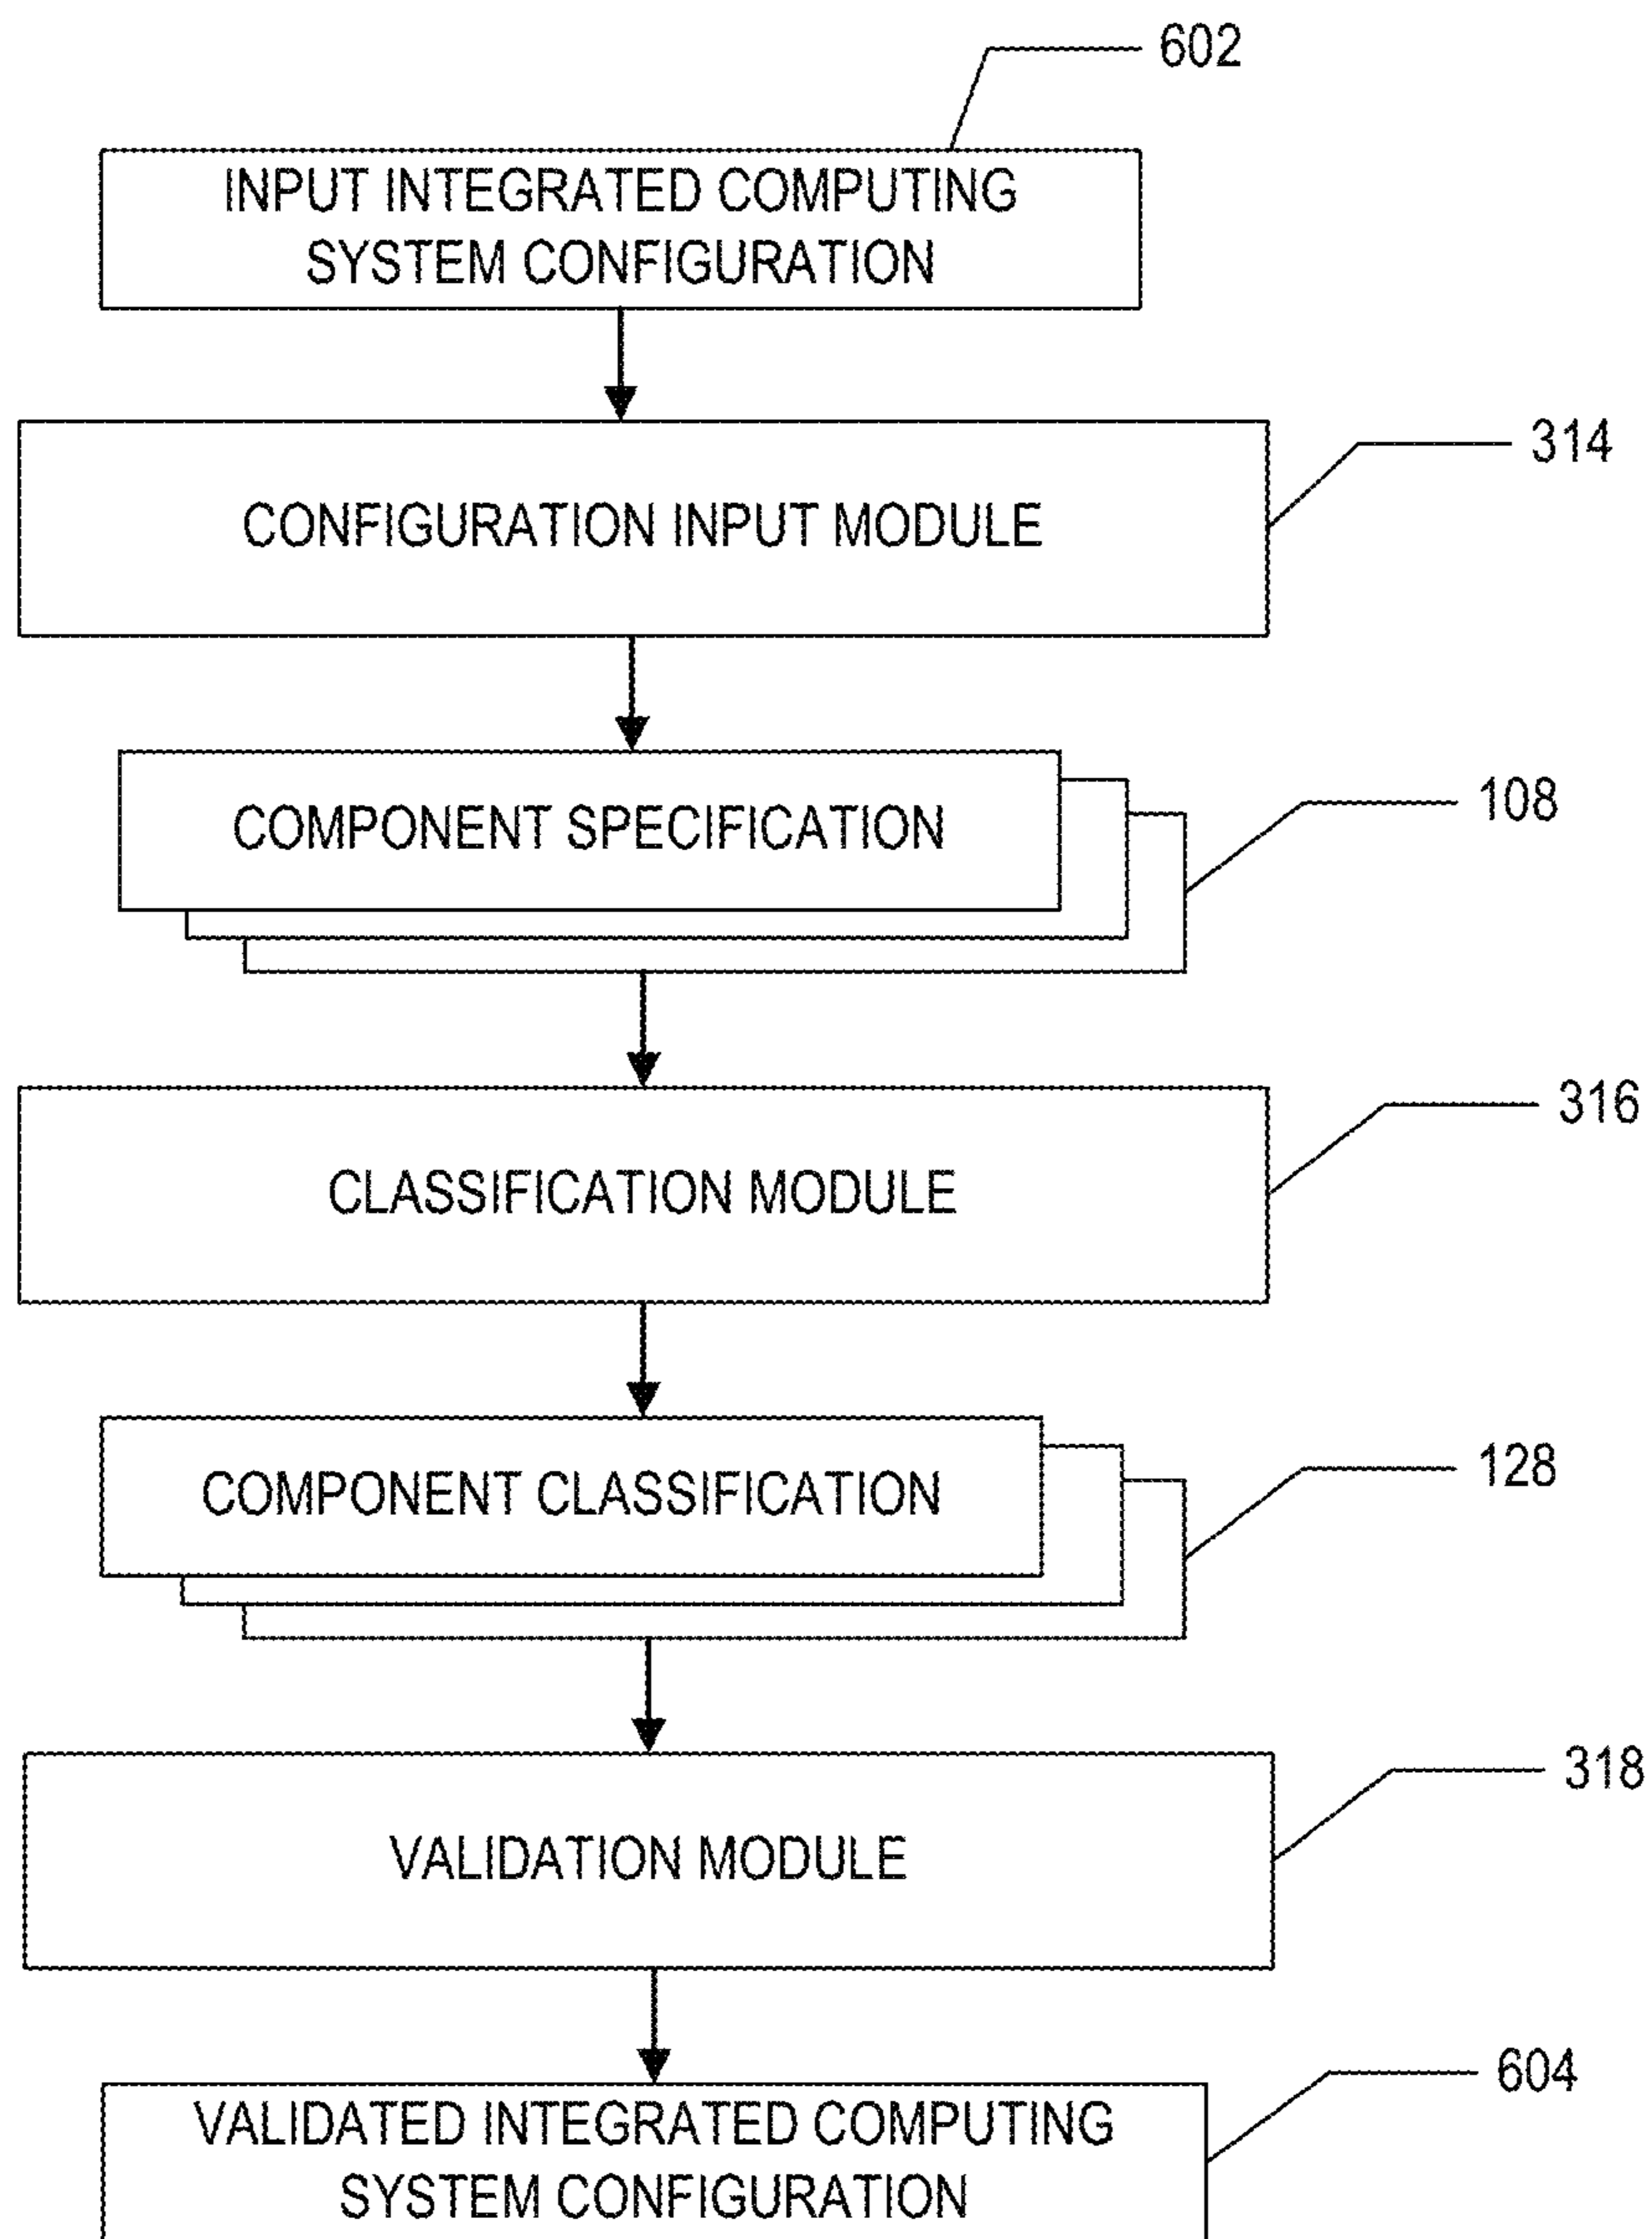 602
INPUT INTEGRATED COMPUTING
SYSTEM CONFIGURATION
314
CONFIGURATION INPUT MODULE
108
COMPONENT SPECIFICATION
316
CLASSIFICATION MODULE
128
COMPONENT CLASSIFICATION
318
VALIDATION MODULE
604
VALIDATED INTEGRATED COMPUTING
SYSTEM CONFIGURATION